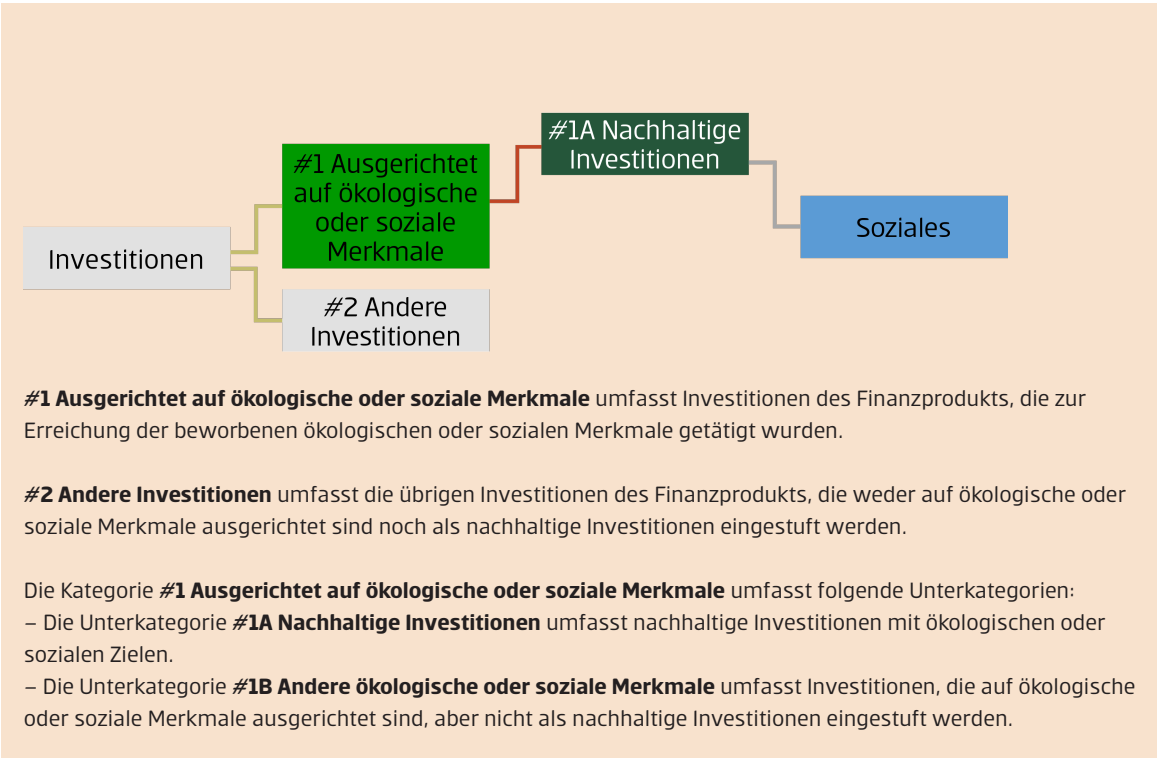 #1A Nachhaltige
Investitionen
#1 Ausgerichtet
auf ökologische
oder soziale
Merkmale
Soziales
Investitionen
#2 Andere
Investitionen
#1 Ausgerichtet auf ökologische oder soziale Merkmale umfasst Investitionen des Finanzprodukts, die zur
Erreichung der beworbenen ökologischen oder sozialen Merkmale getätigt wurden.
#2 Andere Investitionen umfasst die übrigen Investitionen des Finanzprodukts, die weder auf ökologische oder
soziale Merkmale ausgerichtet sind noch als nachhaltige Investitionen eingestuft werden.
Die Kategorie #1 Ausgerichtet auf ökologische oder soziale Merkmale umfasst folgende Unterkategorien:
– Die Unterkategorie #1A Nachhaltige Investitionen umfasst nachhaltige Investitionen mit ökologischen oder
sozialen Zielen.
– Die Unterkategorie #1B Andere ökologische oder soziale Merkmale umfasst Investitionen, die auf ökologische
oder soziale Merkmale ausgerichtet sind, aber nicht als nachhaltige Investitionen eingestuft werden.